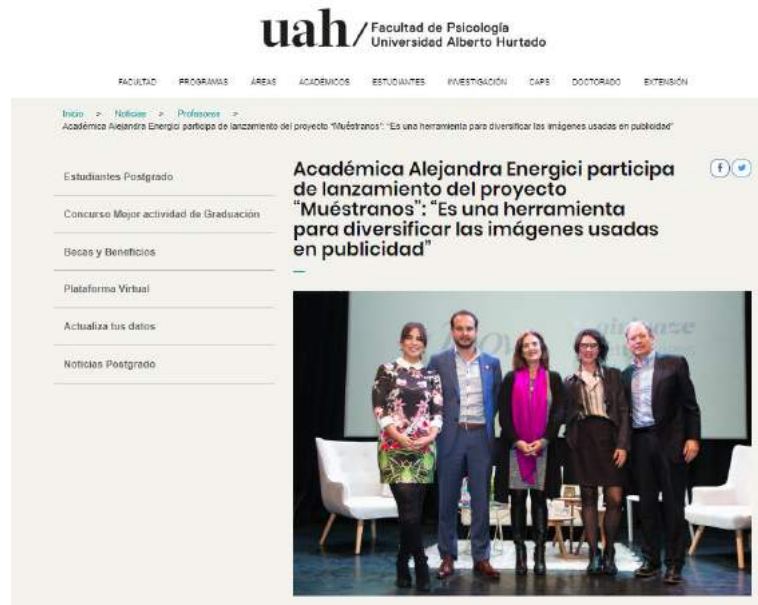 uah/ Facultad de Psicología
Universidad Alberto Hurtado
FACULTAD PROGRAMAS ÁREAS ACADÉMICOS ESTUDIANTES INVESTIGACIÓN CAPS DOCTORADO EXTENSIÓN
Inicio > Noticias > Profesores >
Académica Alejandra Energici participa de lanzamiento del proyecto "Muéstranos": "Es una herramienta para diversificar las imágenes usadas en publicidad"
Estudiantes Postgrado
Concurso Mejor actividad de Graduación
Becas y Beneficios
Plataforma Virtual
Actualiza tus datos
Noticias Postgrado
Académica Alejandra Energici participa
de lanzamiento del proyecto
“Muéstranos”: “Es una herramienta
para diversificar las imágenes usadas
en publicidad”